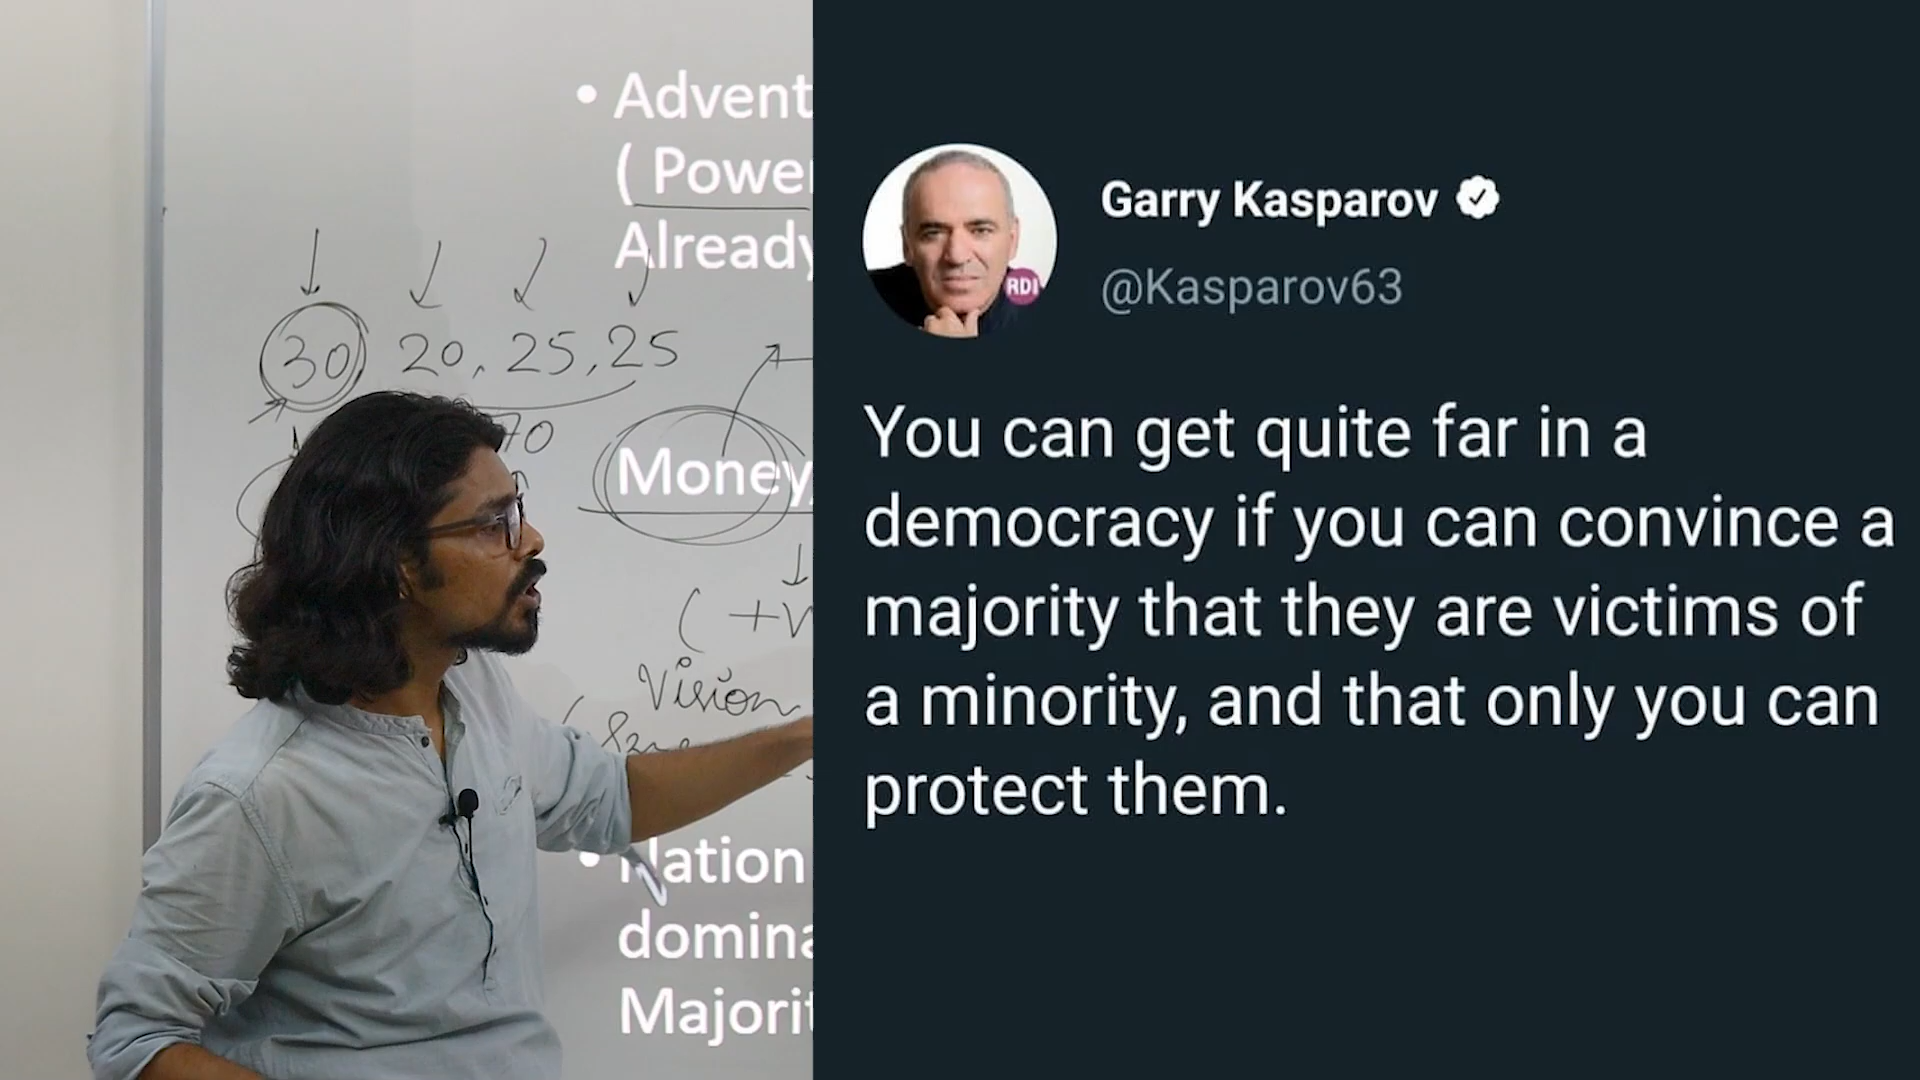 • Advent
( Power
Already
30 20, 25, 25
70
Money,
( +v
Vision
• Nation
domina
Majorit
Garry Kasparov
@Kasparov63
RDI
You can get quite far in a
democracy if you can convince a
majority that they are victims of
a minority, and that only you can
protect them.